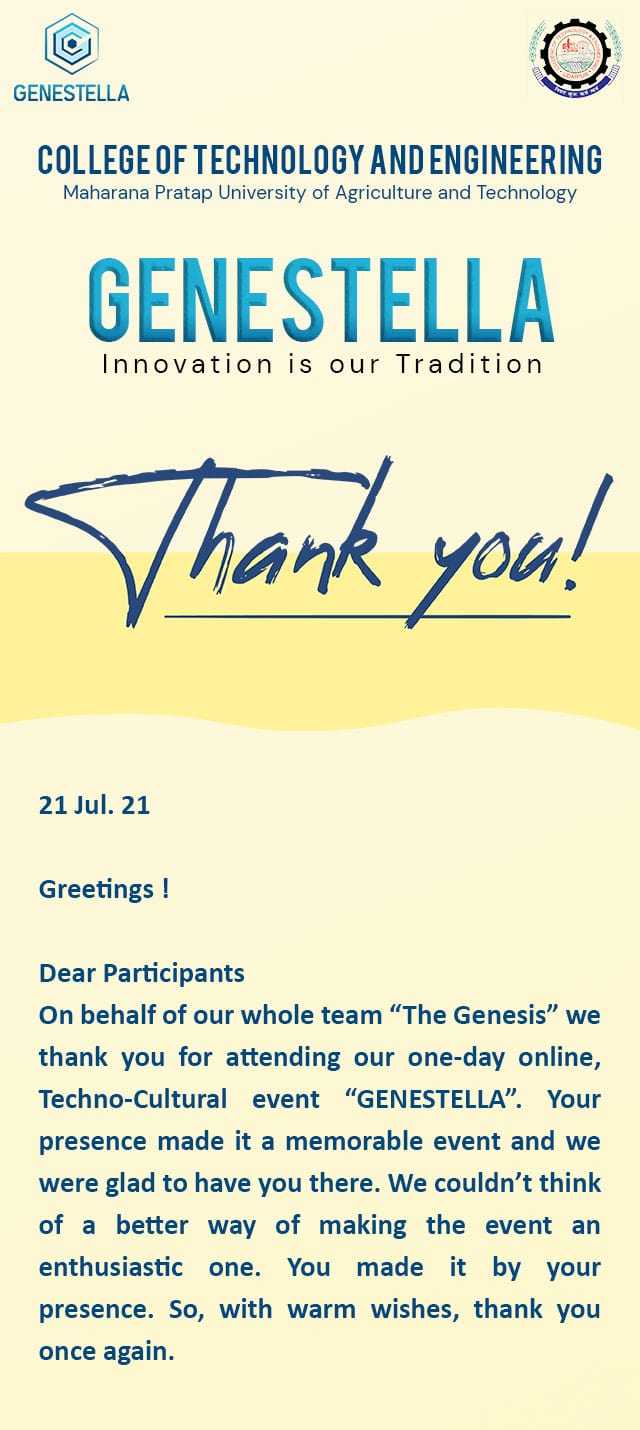 GENESTELLA
COLLEGE OF TECHNOLOGY AND ENGINEERING
Maharana Pratap University of Agriculture and Technology
GENESTELLA
Innovation is our Tradition
Thank you!
21 Jul. 21
Greetings !
Dear Participants
On behalf of our whole team “The Genesis” we
thank you for attending our one-day online,
Techno-Cultural event “GENESTELLA”. Your
presence made it a memorable event and we
were glad to have you there. We couldn’t think
of a better way of making the event an
enthusiastic one. You made it by your
presence. So, with warm wishes, thank you
once again.